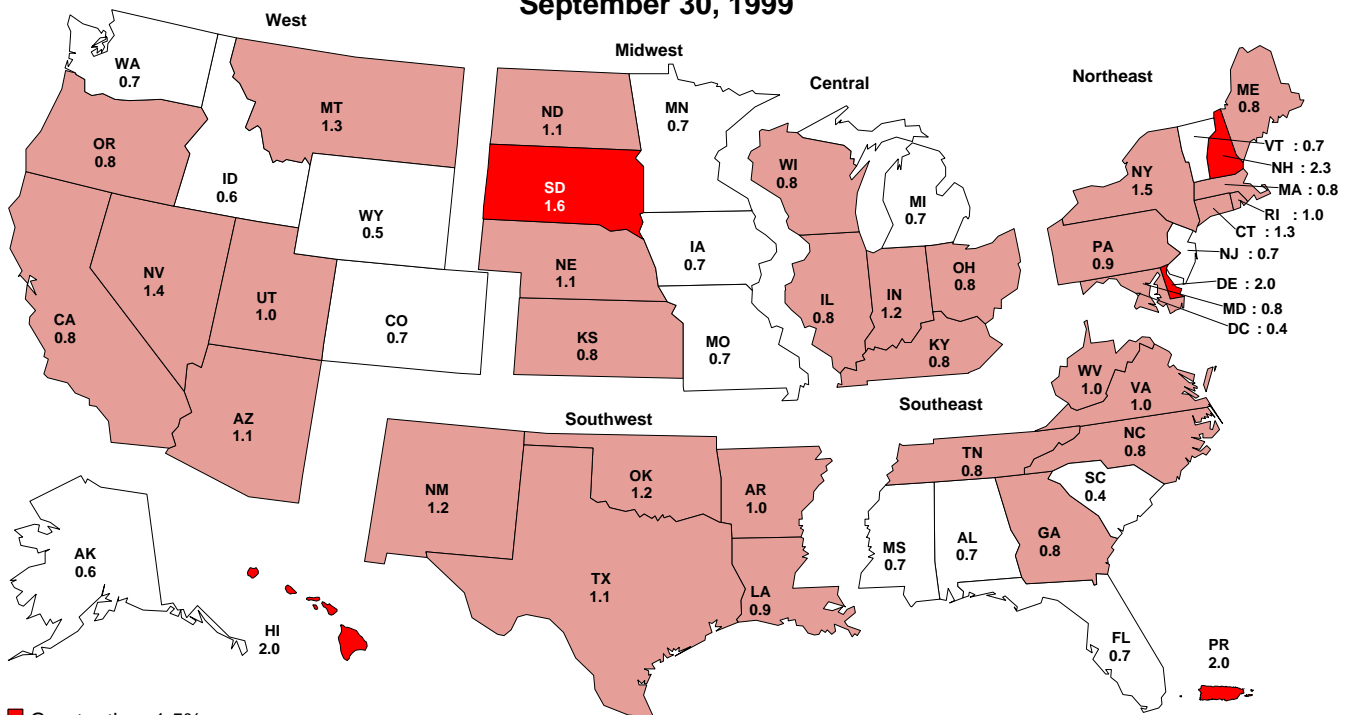 September 30, 1999
West
Midwest
Central
Northeast
WA
0.7
MT
1.3
OR
0.8
ID
0.6
WY
0.5
NV
1.4
UT
1.0
CO
0.7
CA
0.8
AZ
1.1
ND
1.1
MN
0.7
SD
1.6
IA
0.7
NE
1.1
KS
0.8
MO
0.7
WI
0.8
MI
0.7
IL
0.8
IN
1.2
OH
0.8
KY
0.8
ME
0.8
NY
1.5
VT : 0.7
NH : 2.3
MA : 0.8
RI : 1.0
CT : 1.3
NJ : 0.7
PA
0.9
DE : 2.0
MD : 0.8
DC : 0.4
Southwest
Southeast
NM
1.2
OK
1.2
AR
1.0
TX
1.1
LA
0.9
WV
1.0
VA
1.0
TN
0.8
NC
0.8
SC
0.4
MS
0.7
AL
0.7
GA
0.8
FL
0.7
AK
0.6
HI
2.0
PR
2.0